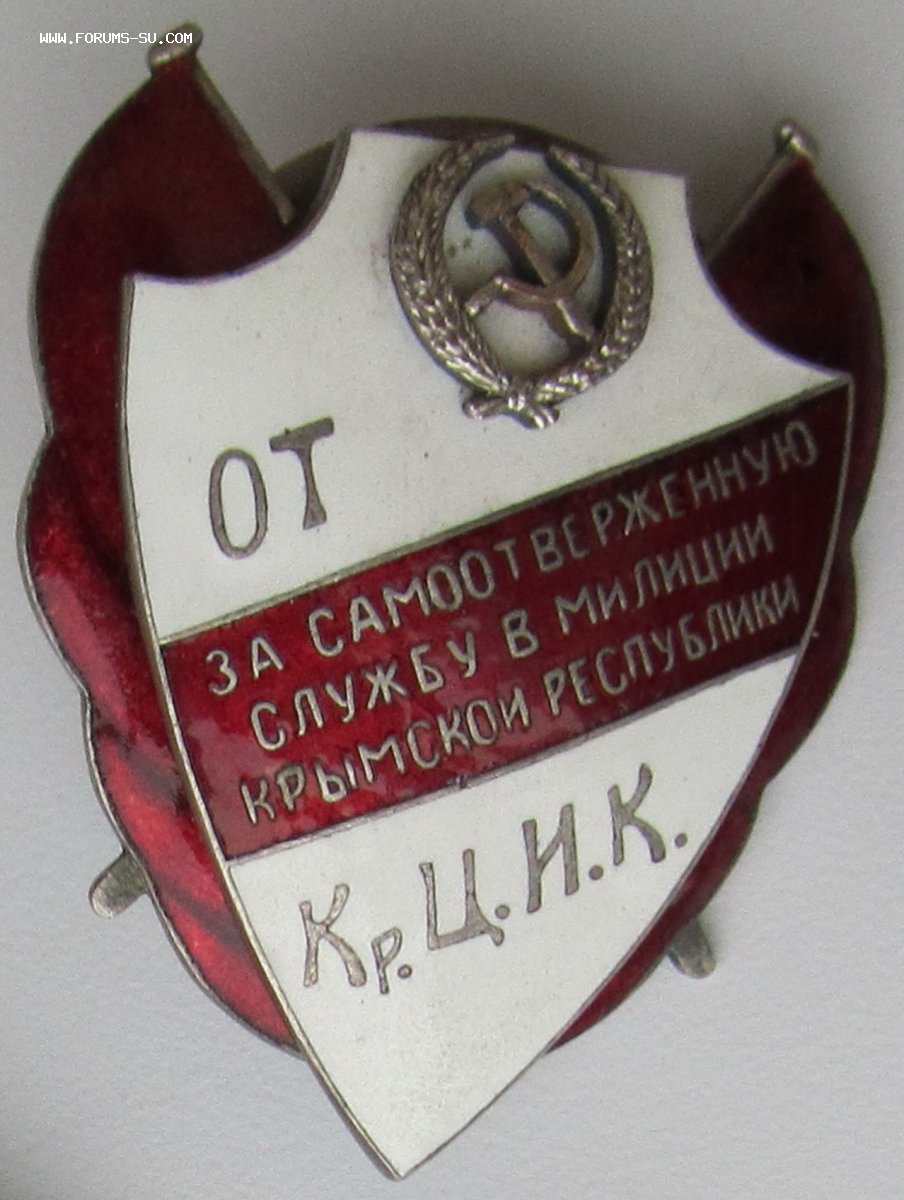 WWW.FORUMS-SU.COM
ОТ
ЗА САМООТВЕРЖЕННУЮ
СЛУЖБУ В МИЛИЦИИ
КРЫМСКОЙ РЕСПУБЛИКИ
Кр.Ц.И.К.